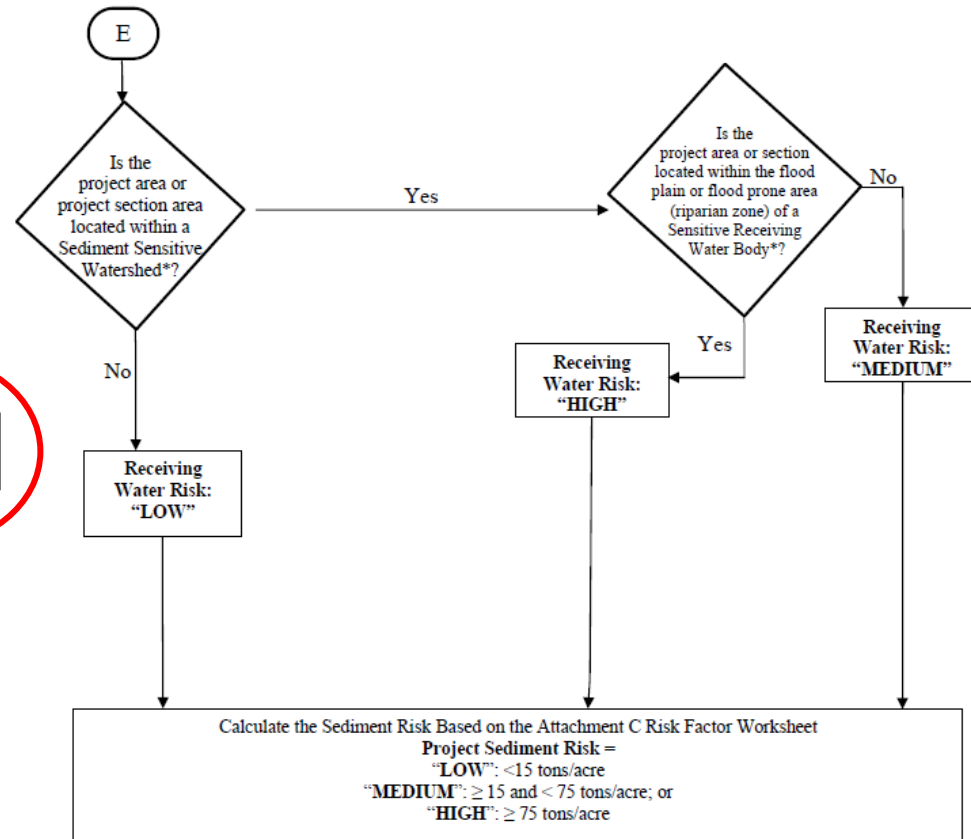 E
Is the
project area or
project section area
located within a
Sediment Sensitive
Watershed*?
Yes
Is the
project area or section
located within the flood
plain or flood prone area
(riparian zone) of a
Sensitive Receiving
Water Body*?
No
Yes
No
Receiving
Water Risk:
“MEDIUM”
Receiving
Water Risk:
“HIGH”
Receiving
Water Risk:
“LOW”
Calculate the Sediment Risk Based on the Attachment C Risk Factor Worksheet
Project Sediment Risk =
“LOW”: <15 tons/acre
“MEDIUM”: ≥ 15 and < 75 tons/acre; or
“HIGH”: ≥ 75 tons/acre